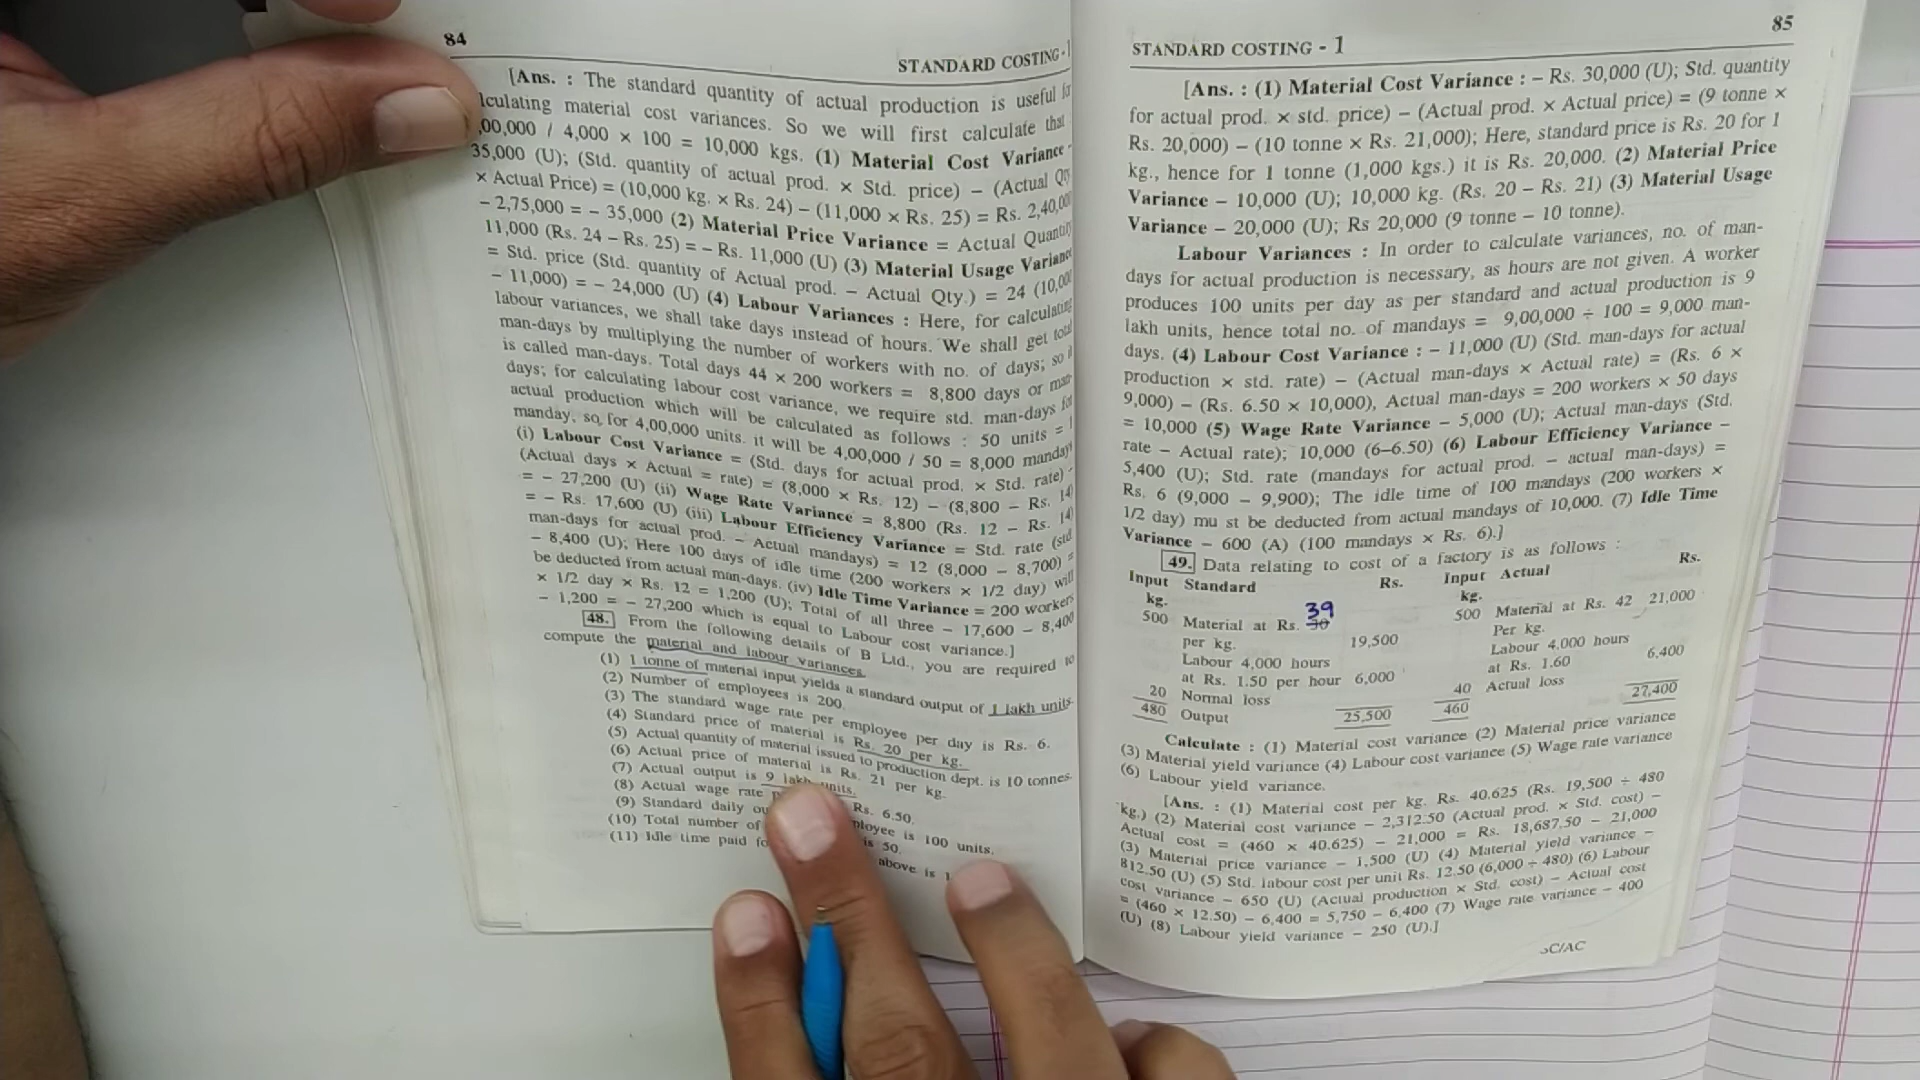 84
STANDARD COSTING-1
[Ans. : The standard quantity of actual production is useful
lculating material cost variances. So we will first calculate that
,00,000 / 4,000 × 100 = 10,000 kgs. (1) Material Cost Variance -
35,000 (U); (Std. quantity of actual prod. × Std. price) – (Actual Qty
× Actual Price) = (10,000 kg. × Rs. 24) – (11,000 × Rs. 25) = Rs. 2,40,000
– 2,75,000 = – 35,000 (2) Material Price Variance = Actual Quantity
11,000 (Rs. 24 – Rs. 25) = – Rs. 11,000 (U) (3) Material Usage Variance
= Std. price (Std. quantity of Actual prod. – Actual Qty.) = 24 (10,000
– 11,000) = – 24,000 (U) (4) Labour Variances : Here, for calculating
labour variances, we shall take days instead of hours. We shall get total
man-days by multiplying the number of workers with no. of days; so it
is called man-days. Total days 44 × 200 workers = 8,800 days or man-
days; for calculating labour cost variance, we require std. man-days for
actual production which will be calculated as follows : 50 units = 1
manday, so, for 4,00,000 units. it will be 4,00,000 / 50 = 8,000 mandays
(i) Labour Cost Variance = (Std. days for actual prod. × Std. rate) –
(Actual days × Actual = rate) = (8,000 × Rs. 12) – (8,800 – Rs. 14)
= – 27,200 (U) (ii) Wage Rate Variance = 8,800 (Rs. 12 – Rs. 14)
= – Rs. 17,600 (U) (iii) Labour Efficiency Variance = Std. rate (std.
man-days for actual prod. – Actual mandays) = 12 (8,000 – 8,700) =
– 8,400 (U); Here 100 days of idle time (200 workers × 1/2 day) will
be deducted from actual man-days. (iv) Idle Time Variance = 200 workers
× 1/2 day × Rs. 12 = 1,200 (U); Total of all three – 17,600 – 8,400
– 1,200 = – 27,200 which is equal to Labour cost variance.]
48. From the following details of B Ltd., you are required to
compute the material and labour variances.
(1) 1 tonne of material input yields a standard output of 1 lakh units.
(2) Number of employees is 200.
(3) The standard wage rate per employee per day is Rs. 6.
(4) Standard price of material is Rs. 20 per kg.
(5) Actual quantity of material issued to production dept. is 10 tonnes.
(6) Actual price of material is Rs. 21 per kg.
(7) Actual output is 9 lakh units.
(8) Actual wage rate Rs. 6.50.
(9) Standard daily is 100 units.
(10) Total number of is 50.
(11) Idle time paid above is
85
STANDARD COSTING - 1
[Ans. : (1) Material Cost Variance : – Rs. 30,000 (U); Std. quantity
for actual prod. × std. price) – (Actual prod. × Actual price) = (9 tonne ×
Rs. 20,000) – (10 tonne × Rs. 21,000); Here, standard price is Rs. 20 for 1
kg., hence for 1 tonne (1,000 kgs.) it is Rs. 20,000. (2) Material Price
Variance – 10,000 (U); 10,000 kg. (Rs. 20 – Rs. 21) (3) Material Usage
Variance – 20,000 (U); Rs 20,000 (9 tonne – 10 tonne).
Labour Variances : In order to calculate variances, no. of man-
days for actual production is necessary, as hours are not given. A worker
produces 100 units per day as per standard and actual production is 9
lakh units, hence total no. of mandays = 9,00,000 ÷ 100 = 9,000 man-
days. (4) Labour Cost Variance : – 11,000 (U) (Std. man-days for actual
production × std. rate) – (Actual man-days × Actual rate) = (Rs. 6 ×
9,000) – (Rs. 6.50 × 10,000), Actual man-days = 200 workers × 50 days
= 10,000 (5) Wage Rate Variance – 5,000 (U); Actual man-days (Std.
rate – Actual rate); 10,000 (6–6.50) (6) Labour Efficiency Variance –
5,400 (U); Std. rate (mandays for actual prod. – actual man-days) =
Rs. 6 (9,000 – 9,900); The idle time of 100 mandays (200 workers ×
1/2 day) mu st be deducted from actual mandays of 10,000. (7) Idle Time
Variance – 600 (A) (100 mandays × Rs. 6).]
49. Data relating to cost of a factory is as follows :
Input Standard Rs. Input Actual Rs.
kg. kg.
39
500 Material at Rs. 30 500 Material at Rs. 42 21,000
per kg. 19,500 Per kg.
Labour 4,000 hours Labour 4,000 hours
at Rs. 1.50 per hour 6,000 at Rs. 1.60 6,400
20 Normal loss 40 Actual loss
480 Output 25,500 460 27,400
Calculate : (1) Material cost variance (2) Material price variance
(3) Material yield variance (4) Labour cost variance (5) Wage rate variance
(6) Labour yield variance.
[Ans. : (1) Material cost per kg. Rs. 40.625 (Rs. 19,500 ÷ 480
kg.) (2) Material cost variance – 2,312.50 (Actual prod. × Std. cost) –
Actual cost = (460 × 40.625) – 21,000 = Rs. 18,687.50 – 21,000
(3) Material price variance – 1,500 (U) (4) Material yield variance –
812.50 (U) (5) Std. labour cost per unit Rs. 12.50 (6,000 ÷ 480) (6) Labour
cost variance – 650 (U) (Actual production × Std. cost) – Actual cost
= (460 × 12.50) – 6,400 = 5,750 – 6,400 (7) Wage rate variance – 400
(U) (8) Labour yield variance – 250 (U).]
C/AC